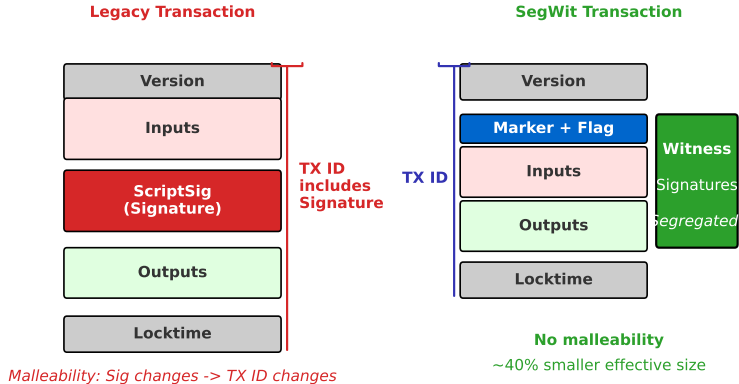 Legacy Transaction
Version
Inputs
ScriptSig
(Signature)
Outputs
Locktime
TX ID
includes
Signature
Malleability: Sig changes -> TX ID changes
SegWit Transaction
Version
Marker + Flag
Inputs
Outputs
Locktime
TX ID
Witness
Signatures
Segregated
No malleability
~40% smaller effective size